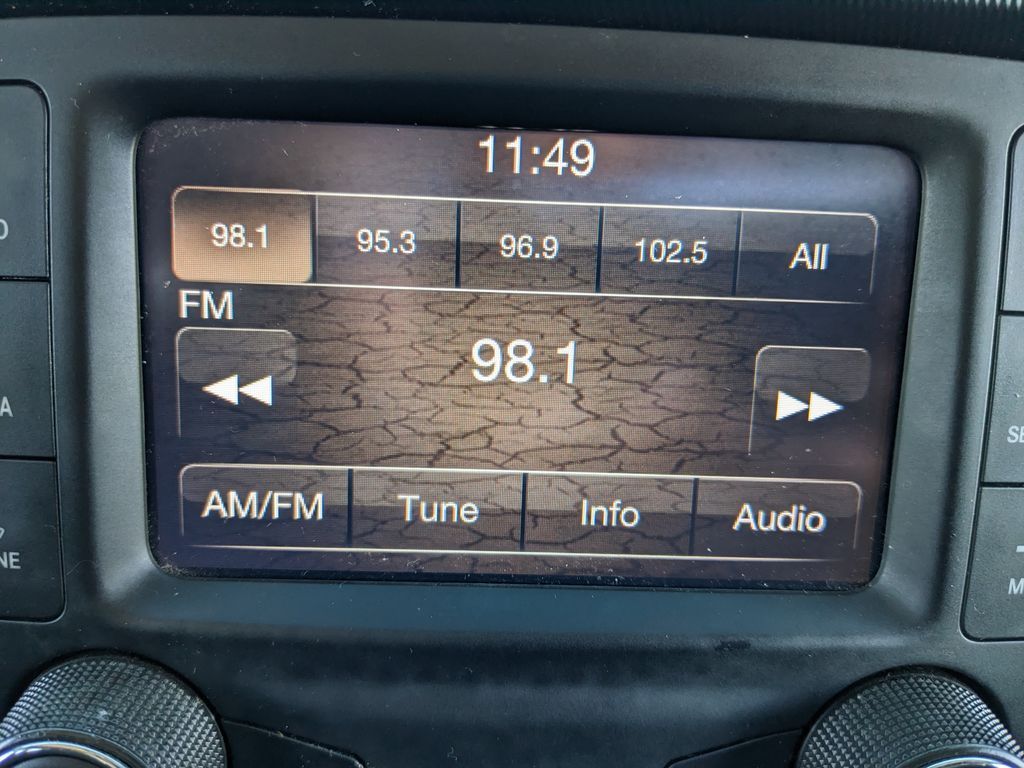 11:49
98.1 95.3 96.9 102.5 All
FM
98.1
AM/FM Tune Info Audio